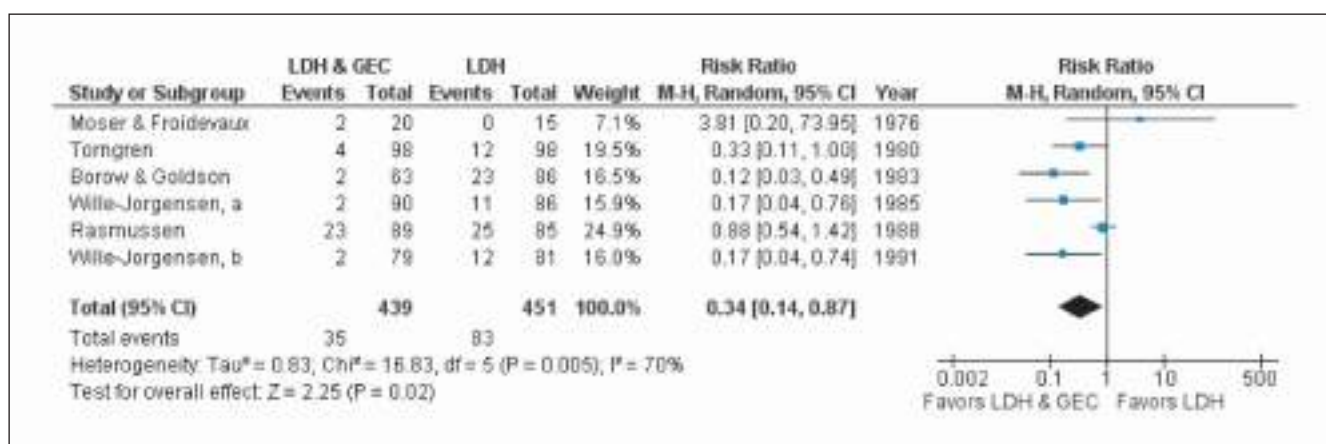 LDH & GEC LDH Risk Ratio Risk Ratio
Study or Subgroup Events Total Events Total Weight M-H, Random, 95% CI Year M-H, Random, 95% CI
Moser & Froidevaux 2 20 0 15 7.1% 3.81 [0.20, 73.95] 1976
Torngren 4 98 12 98 19.5% 0.33 [0.11, 1.00] 1980
Borow & Goldson 2 63 23 86 16.5% 0.12 [0.03, 0.49] 1983
Wille-Jorgensen, a 2 90 11 86 15.9% 0.17 [0.04, 0.76] 1985
Rasmussen 23 89 25 85 24.9% 0.88 [0.54, 1.42] 1988
Wille-Jorgensen, b 2 79 12 81 16.0% 0.17 [0.04, 0.74] 1991
Total (95% CI) 439 451 100.0% 0.34 [0.14, 0.87]
Total events 35 83
Heterogeneity: Tau² = 0.83; Chi² = 16.83, df = 5 (P = 0.005); I² = 70%
Test for overall effect: Z = 2.25 (P = 0.02)
0.002 0.1 1 10 500
Favors LDH & GEC Favors LDH